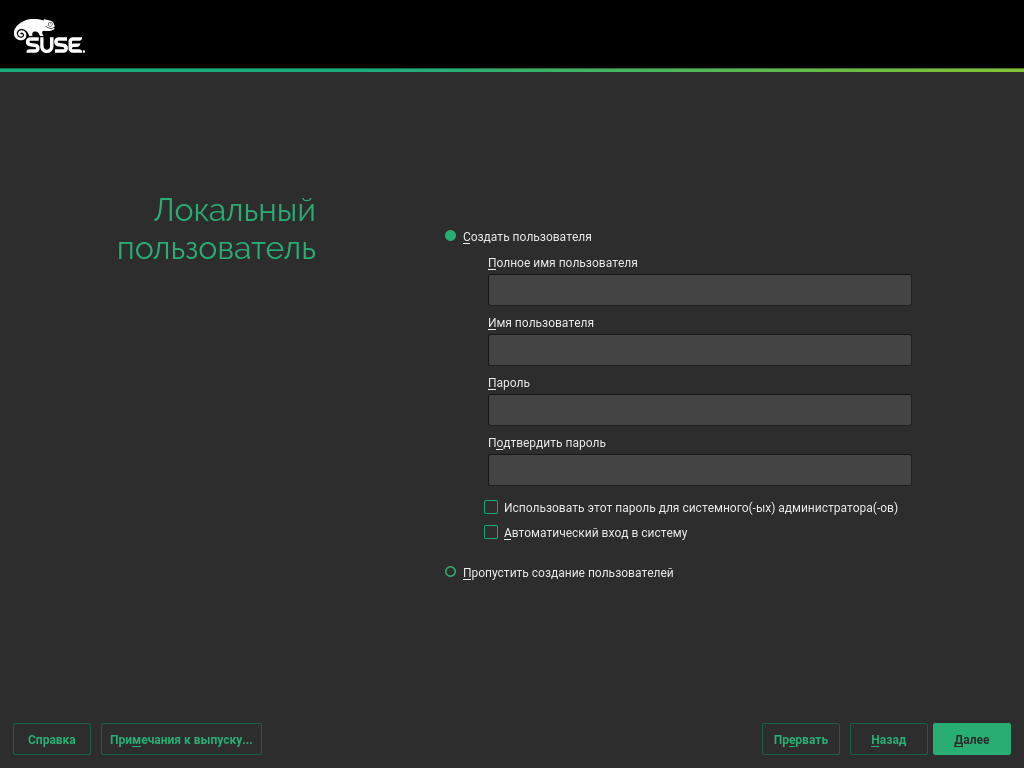 SUSE
Локальный
пользователь
Создать пользователя
Полное имя пользователя
Имя пользователя
Пароль
Подтвердить пароль
Использовать этот пароль для системного(-ых) администратора(-ов)
Автоматический вход в систему
Пропустить создание пользователей
Справка
Примечания к выпуску...
Прервать
Назад
Далее